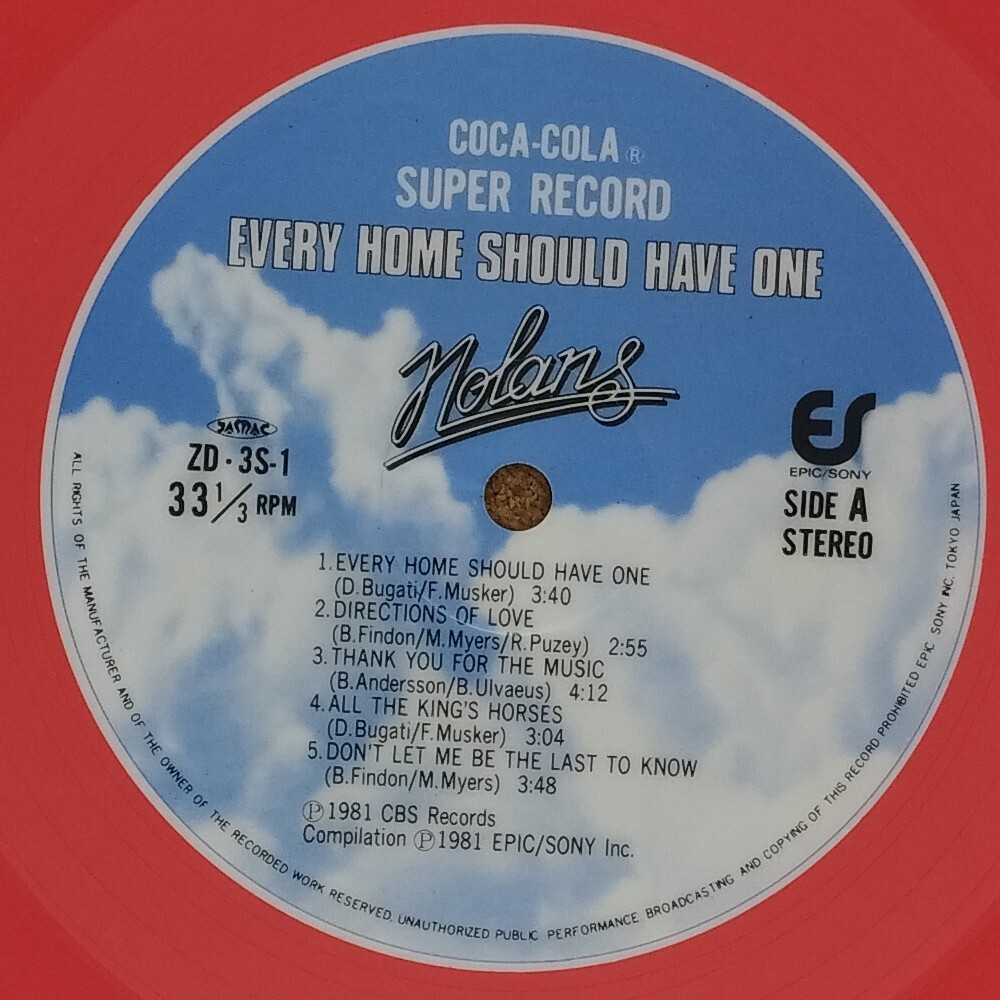 COCA-COLA ®
SUPER RECORD
EVERY HOME SHOULD HAVE ONE
Nolans
JASRAC
ZD・3S-1
33 1/3 RPM
ES
EPIC/SONY
SIDE A
STEREO
1. EVERY HOME SHOULD HAVE ONE
(D.Bugati/F.Musker) 3:40
2. DIRECTIONS OF LOVE
(B.Findon/M.Myers/R.Puzey) 2:55
3. THANK YOU FOR THE MUSIC
(B.Andersson/B.Ulvaeus) 4:12
4. ALL THE KING'S HORSES
(D.Bugati/F.Musker) 3:04
5. DON'T LET ME BE THE LAST TO KNOW
(B.Findon/M.Myers) 3:48
Ⓟ1981 CBS Records
Compilation Ⓟ1981 EPIC/SONY Inc.
ALL RIGHTS OF THE MANUFACTURER AND OF THE OWNER OF THE RECORDED WORK RESERVED. UNAUTHORIZED PUBLIC PERFORMANCE BROADCASTING AND COPYING OF THIS RECORD PROHIBITED EPIC SONY INC. TOKYO JAPAN